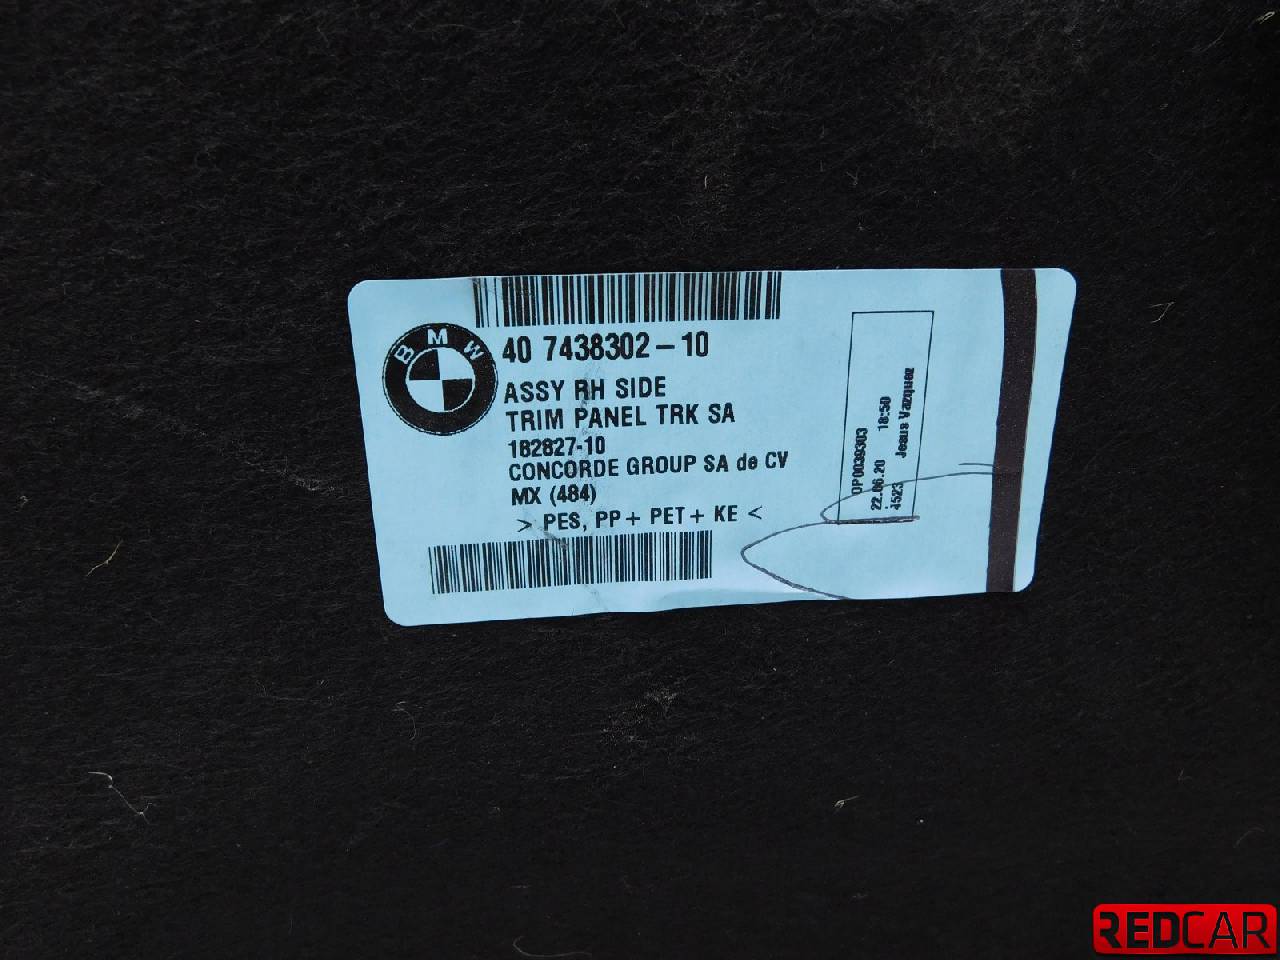 BMW
40 7438302-10
ASSY RH SIDE
TRIM PANEL TRK SA
182827-10
CONCORDE GROUP SA de CV
MX (484)
> PES, PP+ PET+ KE <
OP0039303
22.06.20 18:50
4523 Jesus Vazquez
REDCAR